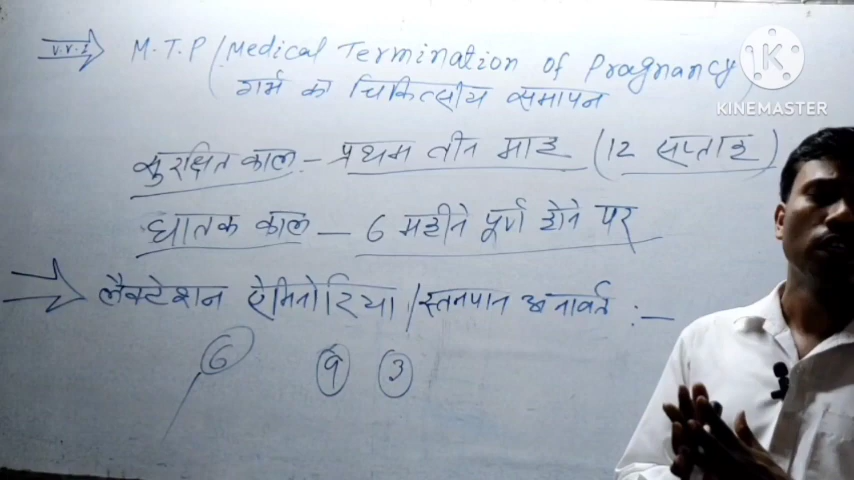 V.V.I M.T.P (Medical Termination of Pragnancy)
गर्भ का चिकित्सीय समापन
सुरक्षित काल - प्रथम तीन माह (12 सप्ताह)
घातक काल - 6 महीने पूर्ण होने पर
लैक्टेशन ऐमिनोरिया / स्तनपान अनावर्त :-
6 9 3
K
KINEMASTER